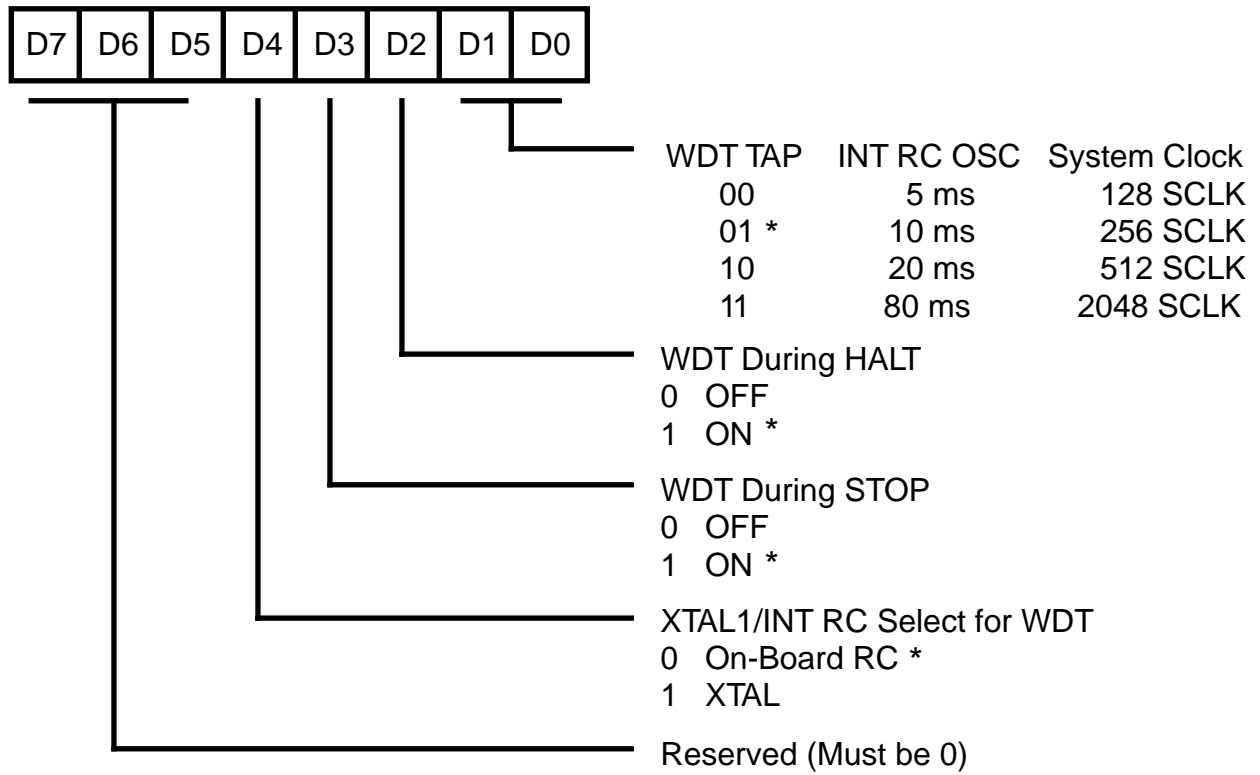 D7 D6 D5 D4 D3 D2 D1 D0
WDT TAP INT RC OSC System Clock
00 5 ms 128 SCLK
01 * 10 ms 256 SCLK
10 20 ms 512 SCLK
11 80 ms 2048 SCLK
WDT During HALT
0 OFF
1 ON *
WDT During STOP
0 OFF
1 ON *
XTAL1/INT RC Select for WDT
0 On-Board RC *
1 XTAL
Reserved (Must be 0)